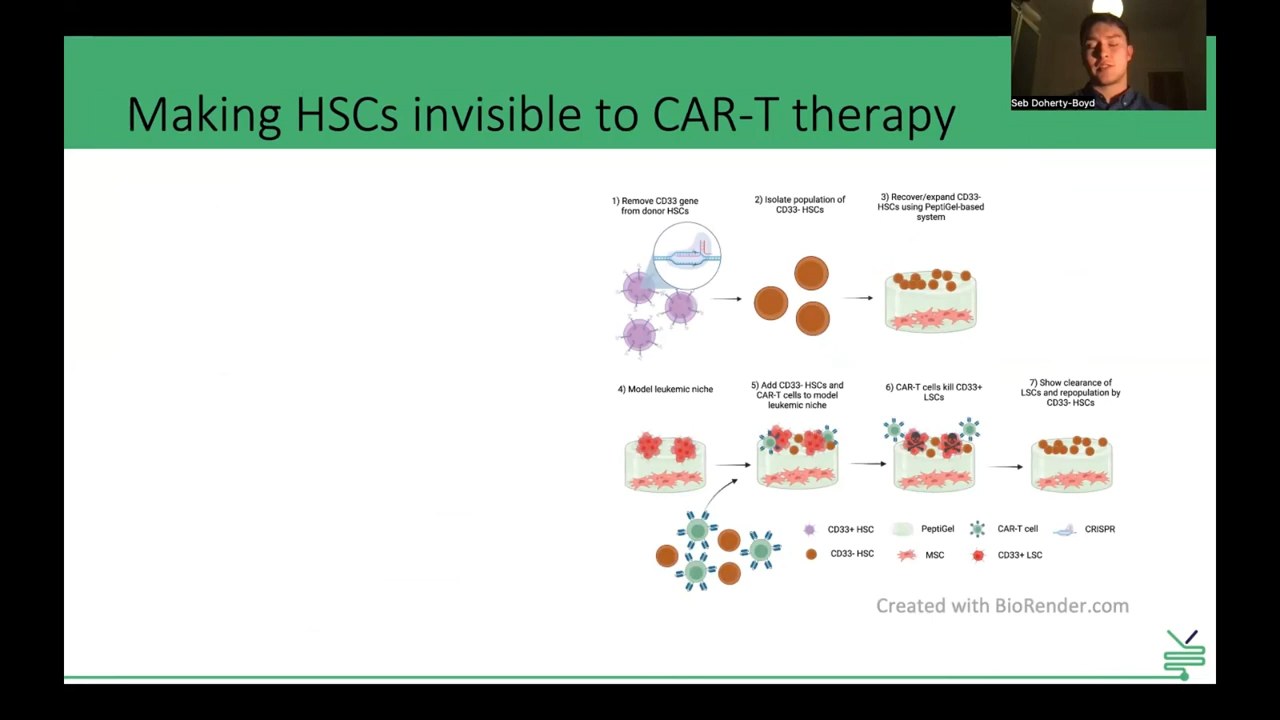 Seb Doherty-Boyd
Making HSCs invisible to CAR-T therapy
1) Remove CD33 gene
from donor HSCs
2) Isolate population of
CD33- HSCs
3) Recover/expand CD33-
HSCs using PeptiGel-based
system
4) Model leukemic niche
5) Add CD33- HSCs and
CAR-T cells to model
leukemic niche
6) CAR-T cells kill CD33+
LSCs
7) Show clearance of
LSCs and repopulation by
CD33- HSCs
CD33+ HSC
PeptiGel
CAR-T cell
CRISPR
CD33- HSC
MSC
CD33+ LSC
Created with BioRender.com